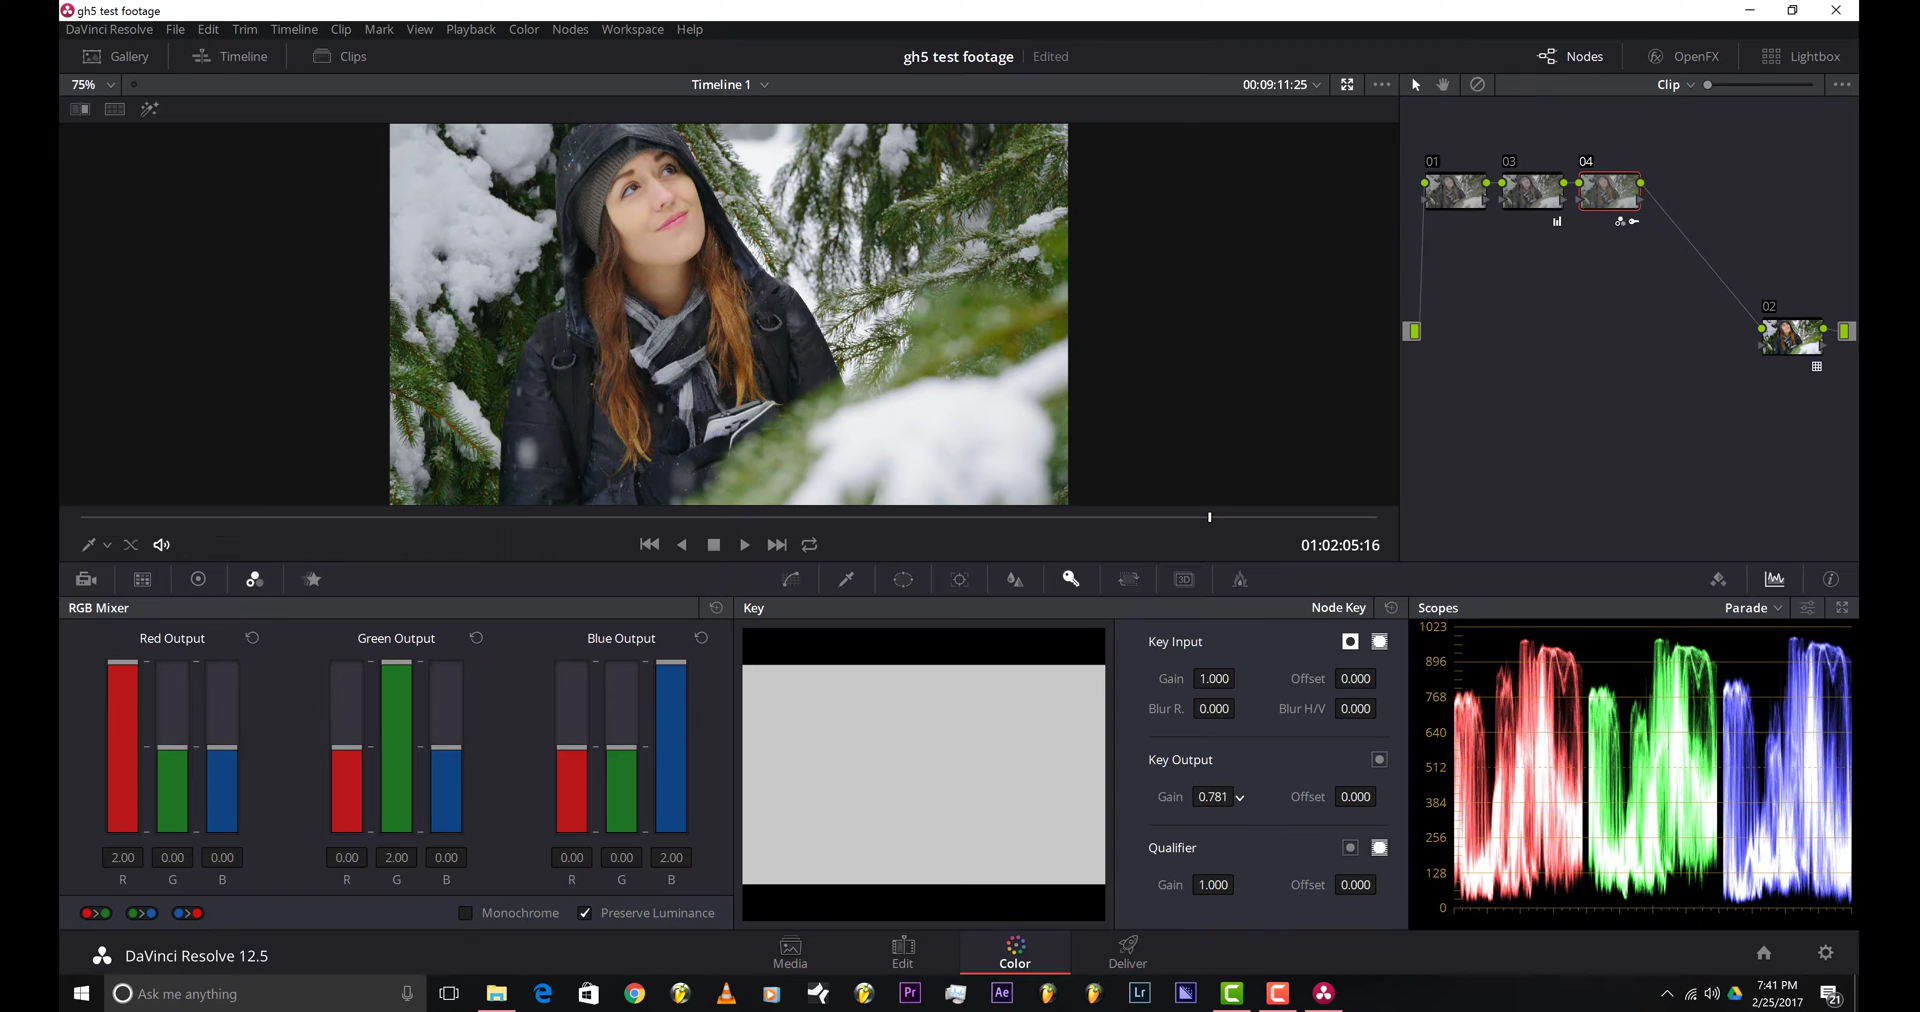 gh5 test footage
DaVinci Resolve File Edit Trim Timeline Clip Mark View Playback Color Nodes Workspace Help
Gallery Timeline Clips gh5 test footage Edited Nodes OpenFX Lightbox
75% Timeline 1 00:09:11:25 Clip
01 03 04
02
01:02:05:16
RGB Mixer Key Node Key Scopes Parade
Red Output Green Output Blue Output Key Input 1023
896
Gain 1.000 Offset 0.000 768
Blur R. 0.000 Blur H/V 0.000 640
Key Output 512
Gain 0.781 Offset 0.000 384
256
Qualifier 128
2.00 0.00 0.00 0.00 2.00 0.00 0.00 0.00 2.00
R G B R G B R G B Gain 1.000 Offset 0.000
0
Monochrome Preserve Luminance
DaVinci Resolve 12.5 Media Edit Color Deliver
Ask me anything Pr Ae Lr 7:41 PM
2/25/2017 21